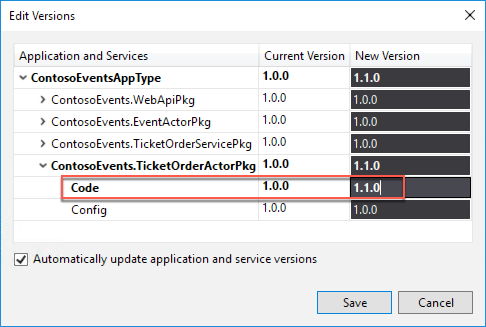 Edit Versions
Application and Services Current Version New Version
ContosoEventsAppType 1.0.0 1.1.0
ContosoEvents.WebApiPkg 1.0.0 1.0.0
ContosoEvents.EventActorPkg 1.0.0 1.0.0
ContosoEvents.TicketOrderServicePkg 1.0.0 1.0.0
ContosoEvents.TicketOrderActorPkg 1.0.0 1.1.0
Code 1.0.0 1.1.0
Config 1.0.0 1.0.0
Automatically update application and service versions
Save Cancel